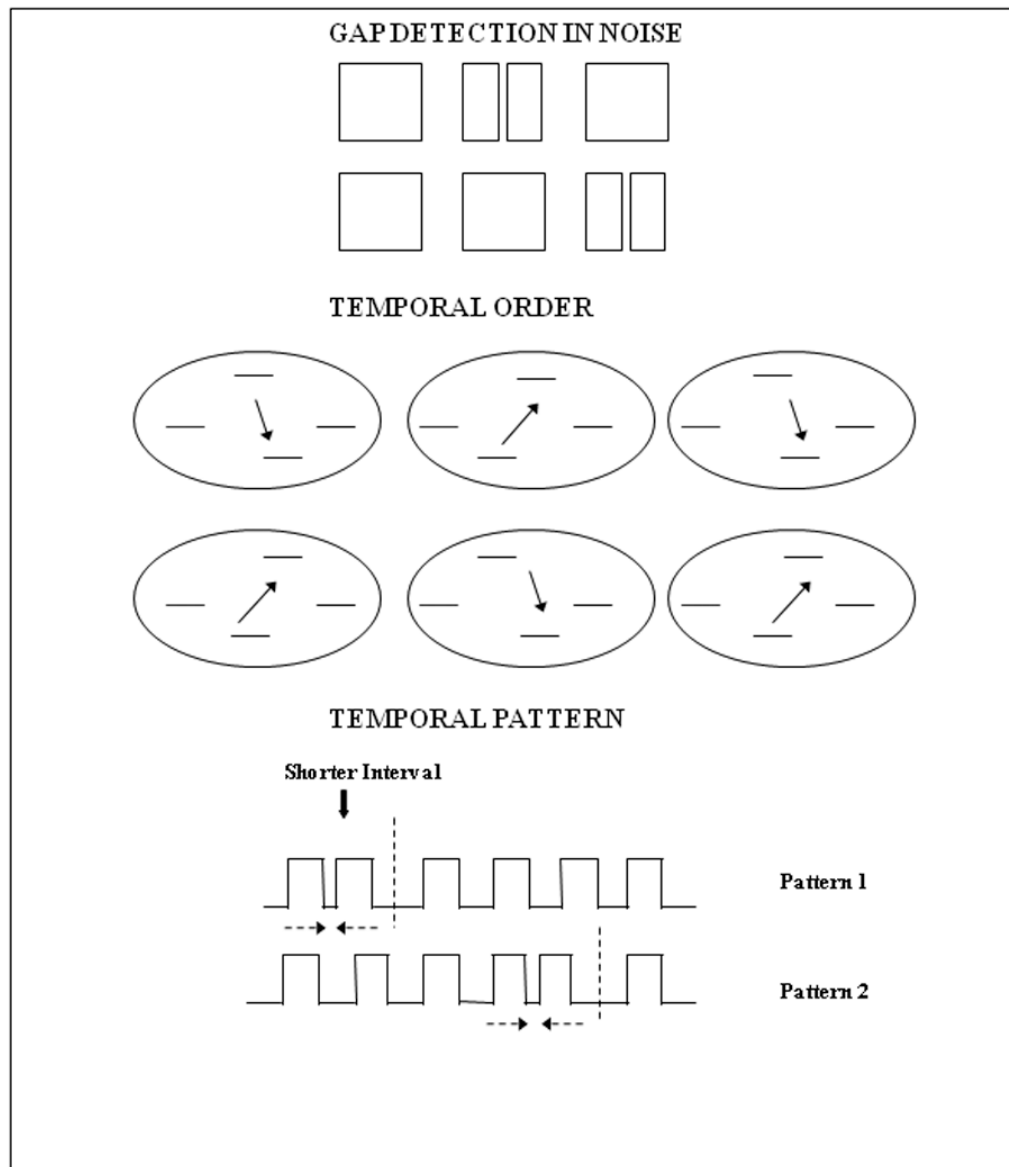 GAP DETECTION IN NOISE
TEMPORAL ORDER
TEMPORAL PATTERN
Shorter Interval
Pattern 1
Pattern 2